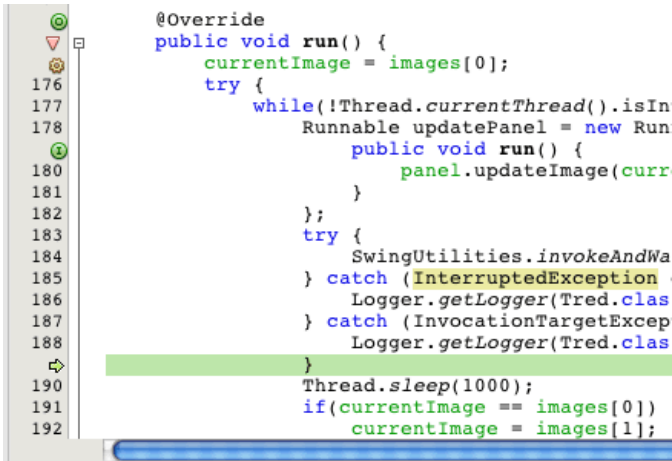 @Override
public void run() {
currentImage = images[0];
176 try {
177 while(!Thread.currentThread().isIn
178 Runnable updatePanel = new Run
public void run() {
180 panel.updateImage(curr
181 }
182 };
183 try {
184 SwingUtilities.invokeAndWa
185 } catch (InterruptedException
186 Logger.getLogger(Tred.clas
187 } catch (InvocationTargetExcep
188 Logger.getLogger(Tred.clas
}
190 Thread.sleep(1000);
191 if(currentImage == images[0])
192 currentImage = images[1];